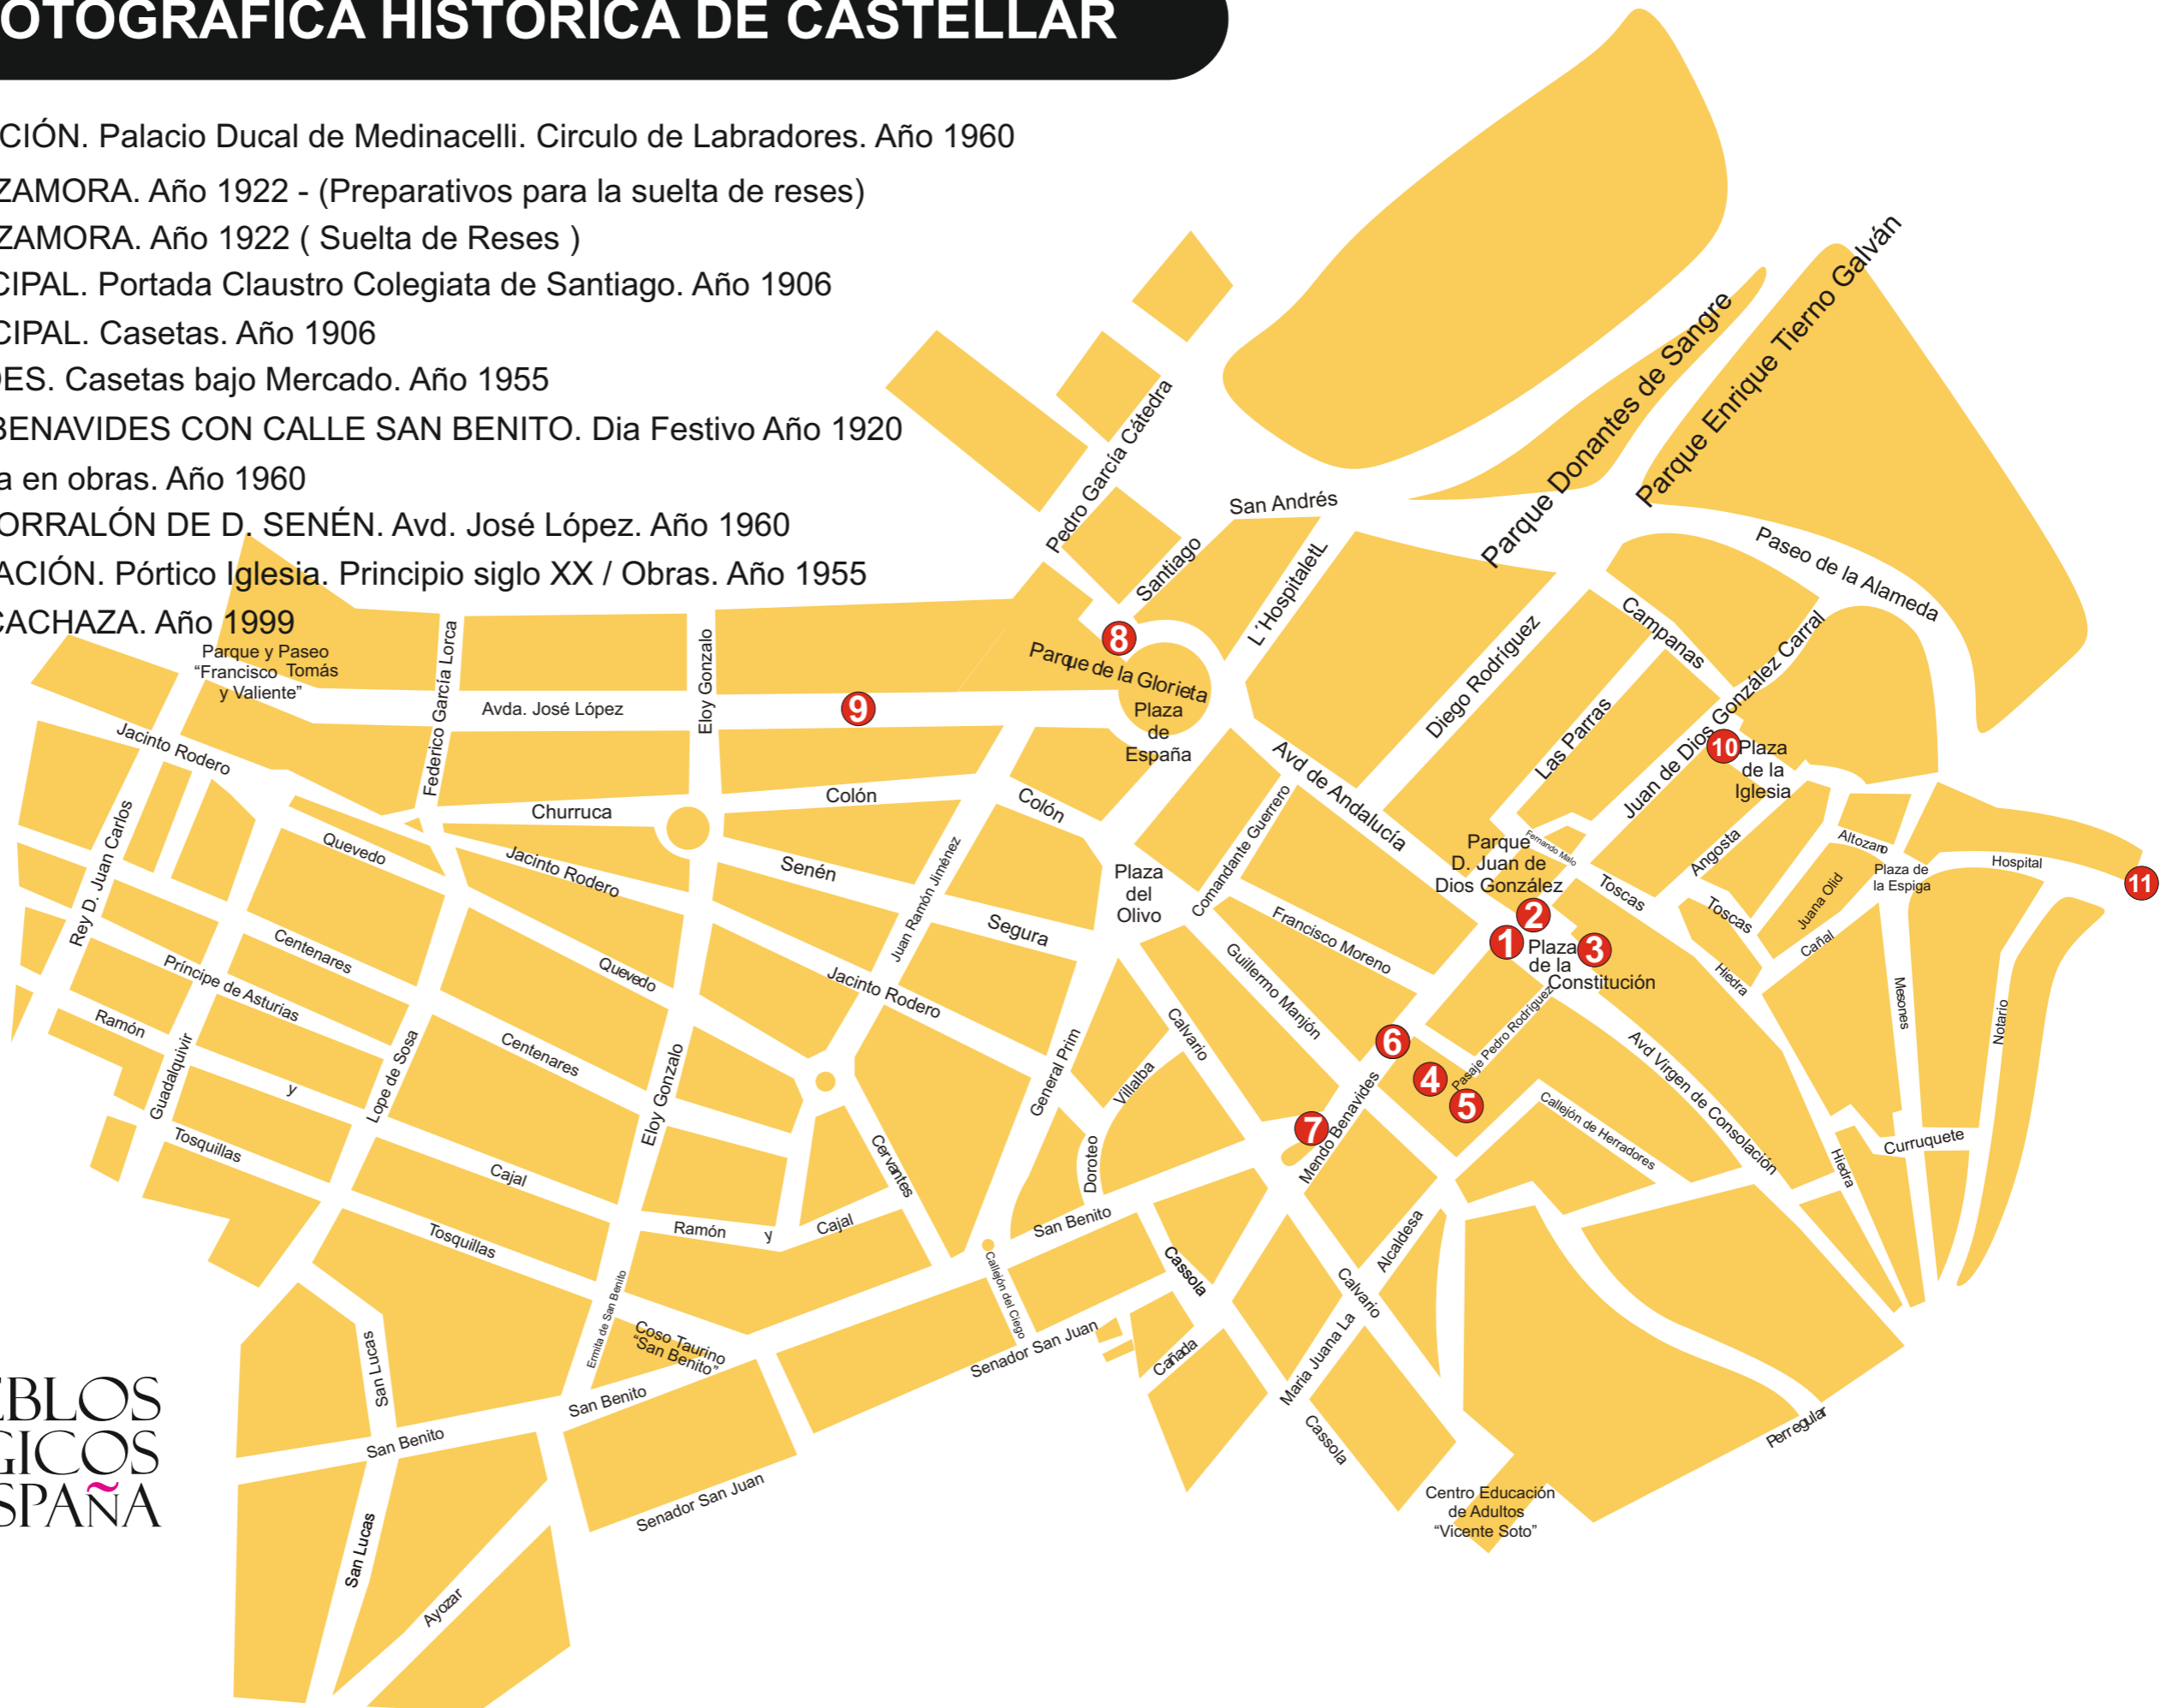 OTOGRAFICA HISTORICA DE CASTELLAR
CIÓN. Palacio Ducal de Medinacelli. Circulo de Labradores. Año 1960
ZAMORA. Año 1922 - (Preparativos para la suelta de reses)
ZAMORA. Año 1922 ( Suelta de Reses )
CIPAL. Portada Claustro Colegiata de Santiago. Año 1906
CIPAL. Casetas. Año 1906
DES. Casetas bajo Mercado. Año 1955
BENAVIDES CON CALLE SAN BENITO. Dia Festivo Año 1920
a en obras. Año 1960
ORRALÓN DE D. SENÉN. Avd. José López. Año 1960
ACIÓN. Pórtico Iglesia. Principio siglo XX / Obras. Año 1955
CACHAZA. Año 1999
Parque y Paseo
“Francisco Tomás
y Valiente”
Federico García Lorca
Eloy Gonzalo
Avda. José López
9
8
Parque de la Glorieta
Plaza
de
España
Pedro García Cátedra
Santiago
San Andrés
L´HospitaletL
Parque Donantes de Sangre
Parque Enrique Tierno Galván
Paseo de la Alameda
Campanas
Diego Rodríguez
Las Parras
Juan de Dios González Carral
10
Plaza
de la
Iglesia
Avd de Andalucía
Comandante Guerrero
Parque
D. Juan de
Dios González
Fernando Malo
Toscas
Angosta
Toscas
Altozano
Plaza de
la Espiga
Hospital
11
Juana Olid
Cañal
Hiedra
Mesones
Notario
2
1
3
Plaza
de la
Constitución
Jacinto Rodero
Rey D. Juan Carlos
Quevedo
Churruca
Colón
Colón
Jacinto Rodero
Senén
Juan Ramón Jiménez
Segura
Plaza
del
Olivo
Francisco Moreno
Guillermo Manjón
Centenares
Príncipe de Asturias
Quevedo
Jacinto Rodero
Ramón
y
Guadalquivir
Lope de Sosa
Centenares
Eloy Gonzalo
General Prim
Calvario
Villalba
6
4
5
7
Pasaje Pedro Rodríguez
Mendo Benavides
Avd Virgen de Consolación
Callejón de Herradores
Curruquete
Hiedra
Tosquillas
Cajal
Cervantes
Doroteo
San Benito
Ramón
y
Cajal
Tosquillas
Ermita de San Benito
Coso Taurino
“San Benito”
Callejón del Ciego
Cassola
Senador San Juan
Cañada
Alcaldesa
Calvario
Maria Juana La
Cassola
San Lucas
San Benito
San Benito
Senador San Juan
San Lucas
Ayozar
Perregular
Centro Educación
de Adultos
“Vicente Soto”
EBLOS
GICOS
SPAÑA